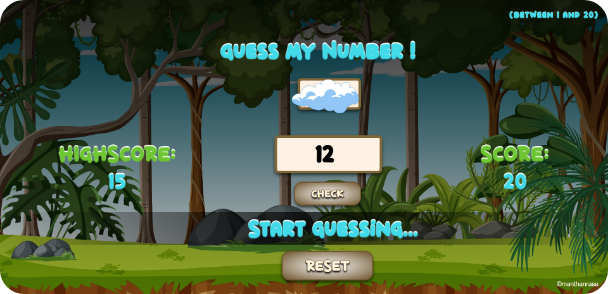 (BETWEEN 1 AND 20)
GUESS MY NUMBER!
HIGHSCORE:
15
12
SCORE:
20
CHECK
START GUESSING...
RESET